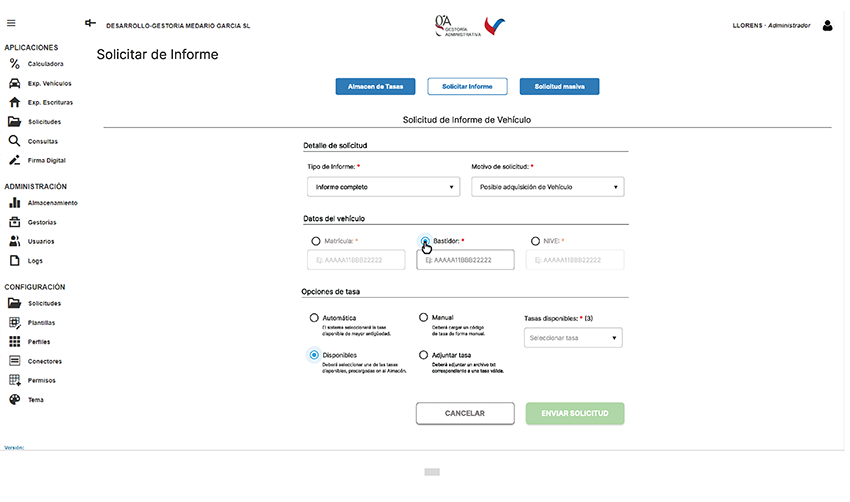 DESARROLLO-GESTORIA MEDARIO GARCIA SL
GA
GESTORÍA
ADMINISTRATIVA
LLORENS - Administrador
APLICACIONES
Calculadora
Exp. Vehículos
Exp. Escrituras
Solicitudes
Consultas
Firma Digital
ADMINISTRACIÓN
Almacenamiento
Gestorías
Usuarios
Logs
CONFIGURACIÓN
Solicitudes
Plantillas
Perfiles
Conectores
Permisos
Tema
Versión:
Solicitar de Informe
Almacen de Tasas
Solicitar Informe
Solicitud masiva
Solicitud de Informe de Vehículo
Detalle de solicitud
Tipo de Informe: *
Motivo de solicitud: *
Informe completo
Posible adquisición de Vehículo
Datos del vehículo
Matrícula: *
Bastidor: *
NIVE: *
Ej: AAAAA11BBB22222
Ej: AAAAA11BBB22222
Ej: AAAAA11BBB22222
Opciones de tasa
Automática
El sistema seleccionará la tasa
disponible de mayor antigüedad.
Manual
Deberá cargar un código
de tasa de forma manual.
Tasas disponibles: * (3)
Seleccionar tasa
Disponibles
Deberá seleccionar una de las tasas
disponibles, precargadas en el Almacén.
Adjuntar tasa
Deberá adjuntar un archivo txt
correspondiente a una tasa válida.
CANCELAR
ENVIAR SOLICITUD